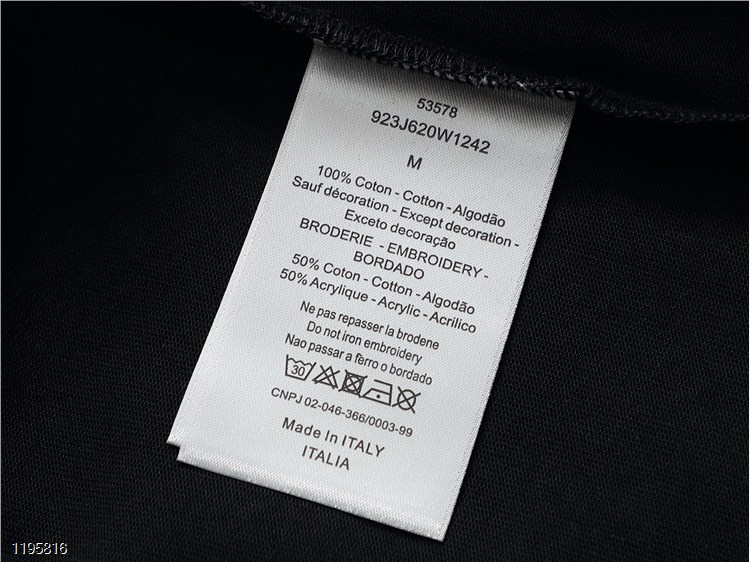 53578
923J620W1242
M
100% Coton - Cotton - Algodão
Sauf décoration - Except decoration -
Exceto decoração
BRODERIE - EMBROIDERY -
BORDADO
50% Coton - Cotton - Algodão
50% Acrylique - Acrylic - Acrilico
Ne pas repasser la brodene
Do not iron embroidery
Nao passar a ferro o bordado
30
CNPJ 02-046-366/0003-99
Made In ITALY
ITALIA
1195816